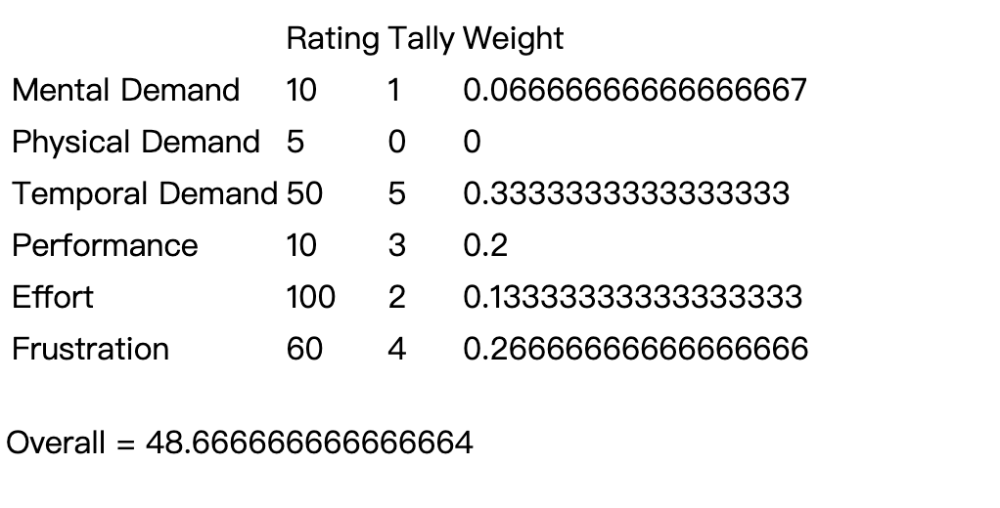 Rating Tally Weight
Mental Demand 10 1 0.06666666666666667
Physical Demand 5 0 0
Temporal Demand 50 5 0.3333333333333333
Performance 10 3 0.2
Effort 100 2 0.13333333333333333
Frustration 60 4 0.26666666666666666
Overall = 48.666666666666664